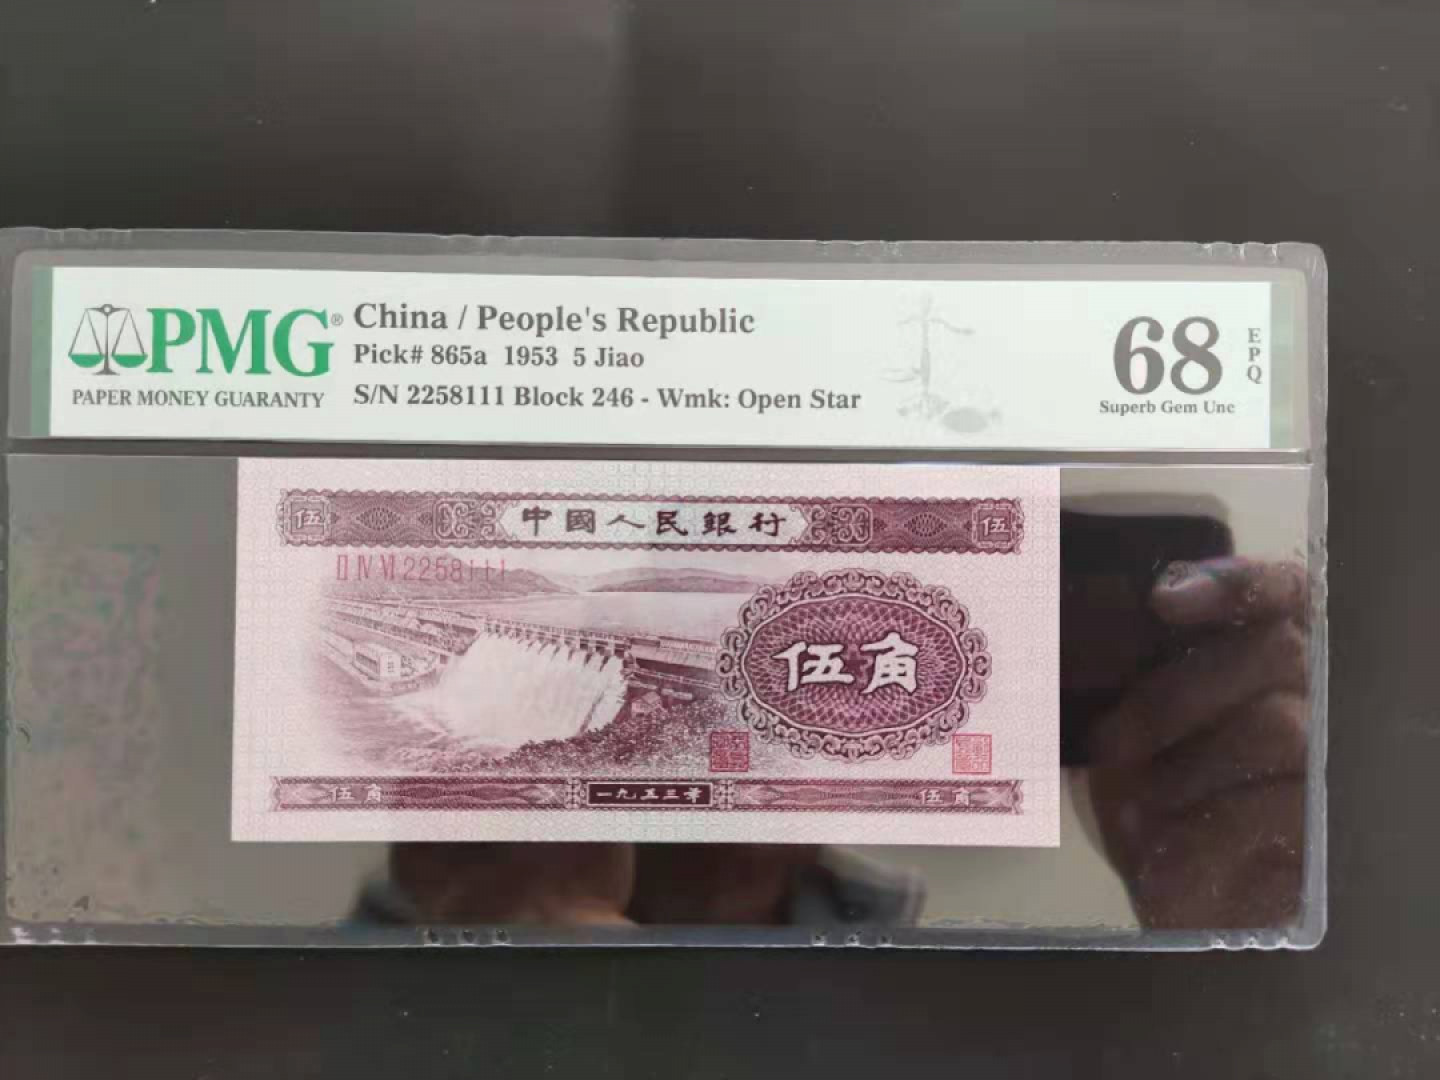 PMG®
PAPER MONEY GUARANTY
China / People's Republic
Pick# 865a 1953 5 Jiao
S/N 2258111 Block 246 - Wmk: Open Star
68
EPQ
Superb Gem Unc
伍 中國人民銀行 伍
II IV VI 2258111
伍角
伍角 一九五三年 伍角